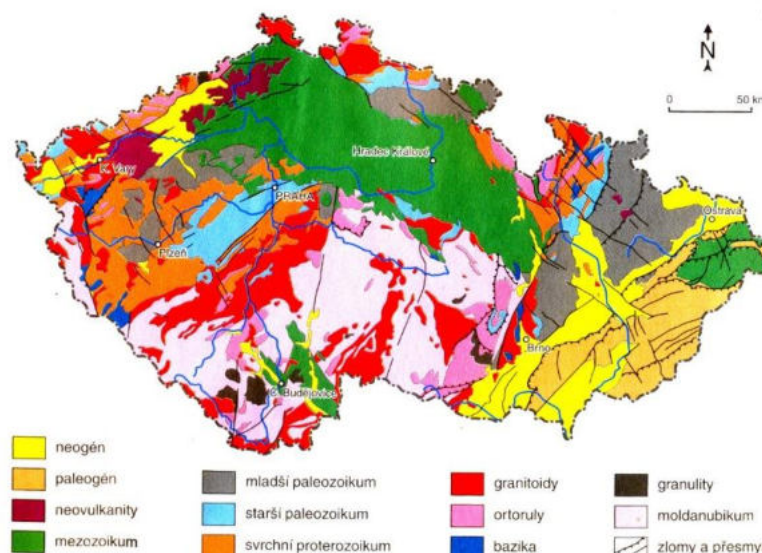 N
0 50 km
K. Vary
Hradec Králové
PRAHA
Plzeň
Ostrava
Brno
Č. Budějovice
neogén
paleogén
neovulkanity
mezozoikum
mladší paleozoikum
starší paleozoikum
svrchní proterozoikum
granitoidy
ortoruly
bazika
granulity
moldanubikum
zlomy a přesmy